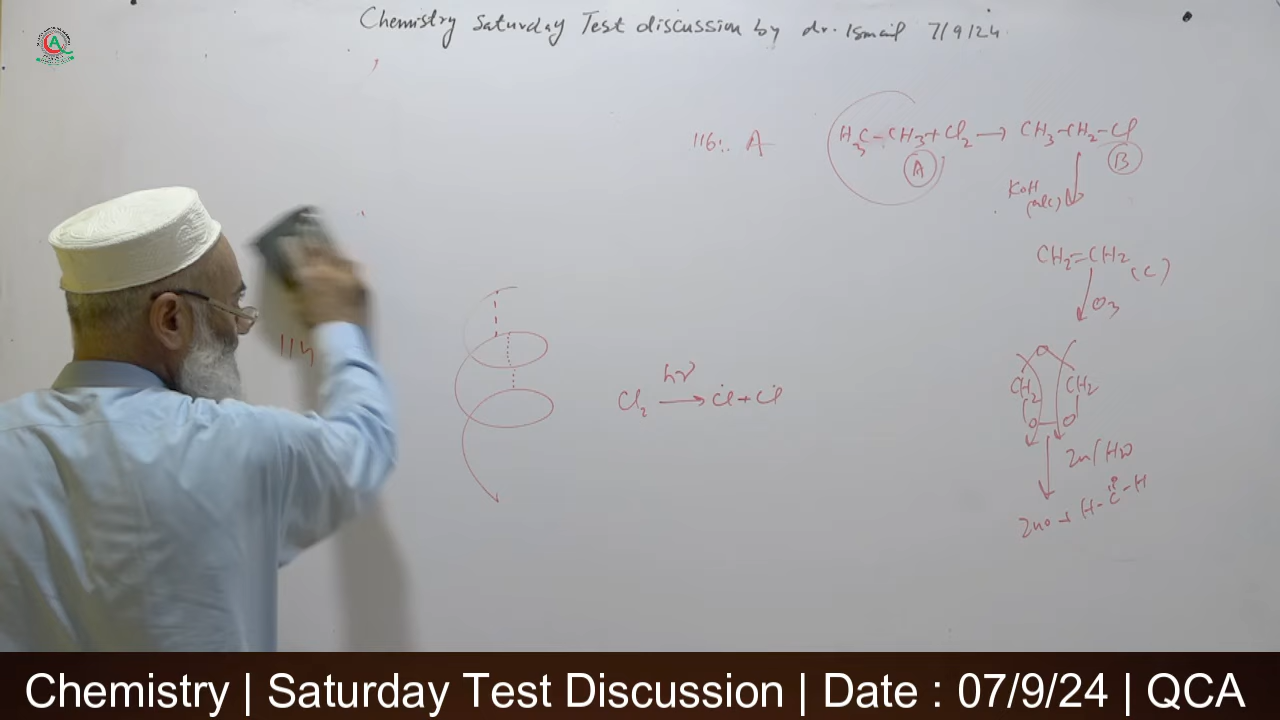 Chemistry Saturday Test discussion by dr. Ismail 7/9/24
116:. A
H3C-CH3+Cl2 → CH3-CH2-Cl
A
B
KOH
(alc)
CH2=CH2 (C)
O3
114
hν
Cl2 → Cl+Cl
O
CH2 CH2
O-O
Zn/H2O
O
ZnO + H-C-H
Chemistry | Saturday Test Discussion | Date : 07/9/24 | QCA